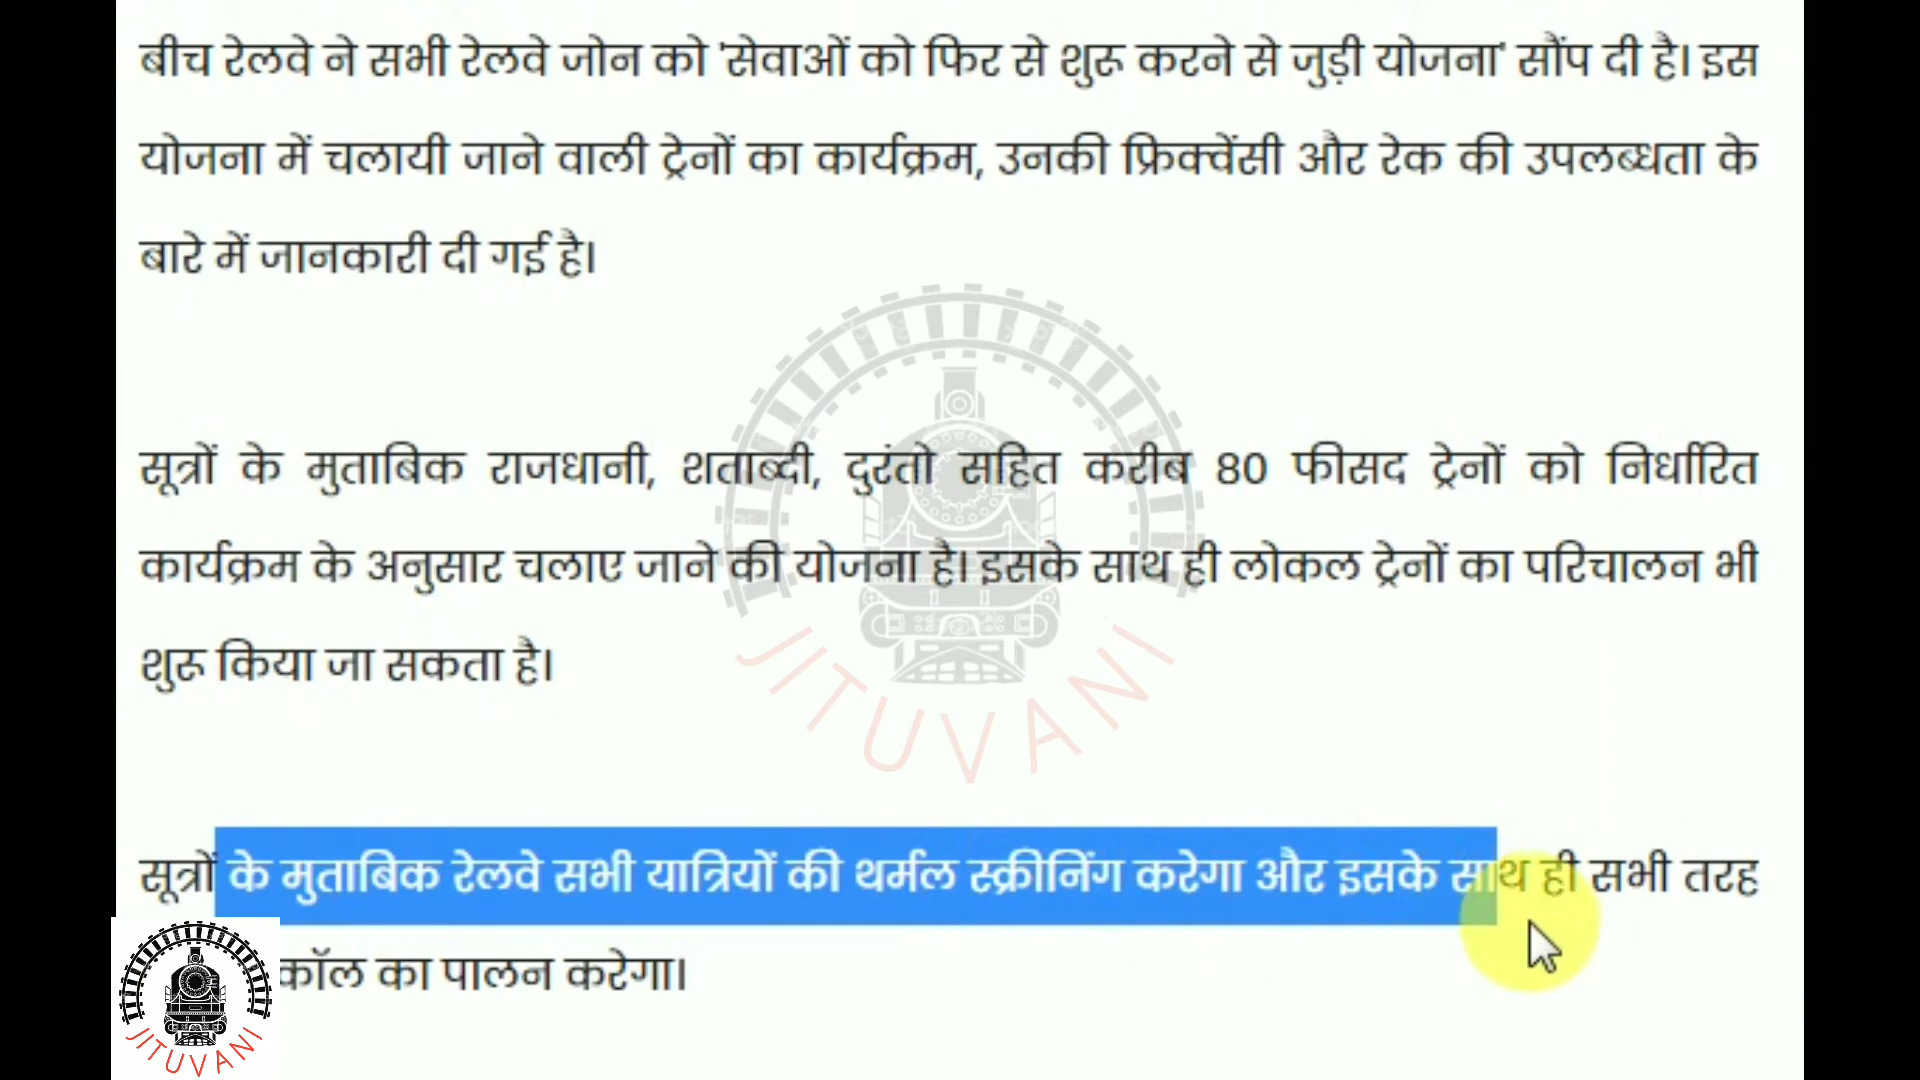 बीच रेलवे ने सभी रेलवे जोन को 'सेवाओं को फिर से शुरू करने से जुड़ी योजना' सौंप दी है। इस
योजना में चलायी जाने वाली ट्रेनों का कार्यक्रम, उनकी फ्रिक्वेंसी और रेक की उपलब्धता के
बारे में जानकारी दी गई है।
सूत्रों के मुताबिक राजधानी, शताब्दी, दुरंतो सहित करीब 80 फीसद ट्रेनों को निर्धारित
कार्यक्रम के अनुसार चलाए जाने की योजना है। इसके साथ ही लोकल ट्रेनों का परिचालन भी
शुरू किया जा सकता है।
JITUVANI
सूत्रों के मुताबिक रेलवे सभी यात्रियों की थर्मल स्क्रीनिंग करेगा और इसके साथ ही सभी तरह
कॉल का पालन करेगा।
JITUVANI